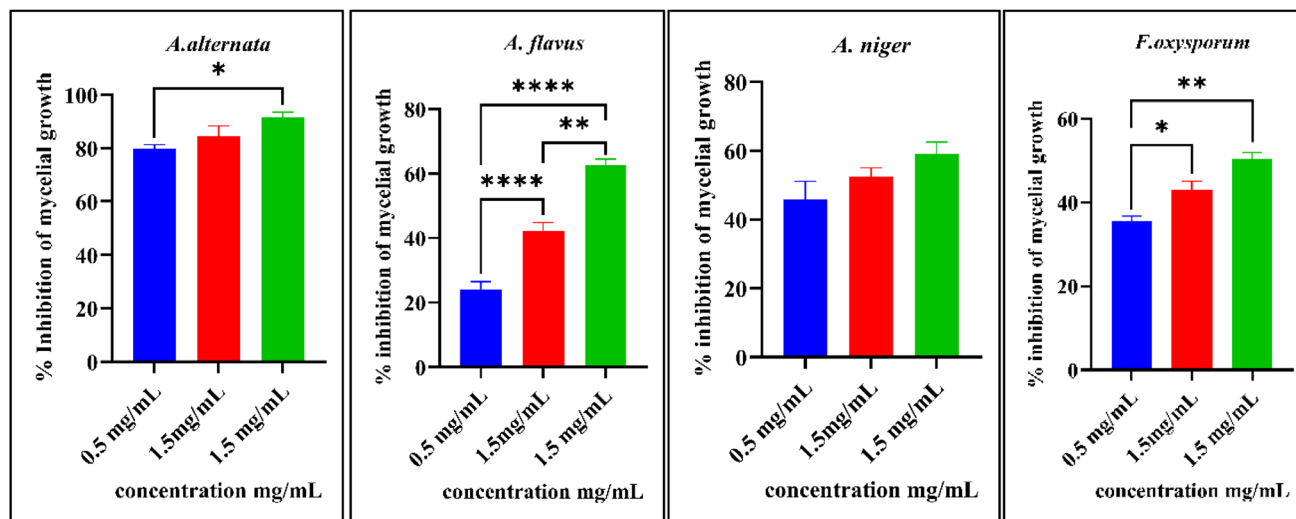 A.alternata
*
% Inhibition of mycelial growth
100
80
60
40
20
0
0.5 mg/mL
1.5mg/mL
1.5 mg/mL
concentration mg/mL
A. flavus
****
**
****
% inhibition of mycelial growth
80
60
40
20
0
0.5 mg/mL
1.5mg/mL
1.5 mg/mL
concentration mg/mL
A. niger
% inhibition of mycelial growth
80
60
40
20
0
0.5 mg/mL
1.5mg/mL
1.5 mg/mL
concentration mg/mL
F.oxysporum
**
*
% inhibition of mycelial growth
60
40
20
0
0.5 mg/mL
1.5mg/mL
1.5 mg/mL
concentration mg/mL